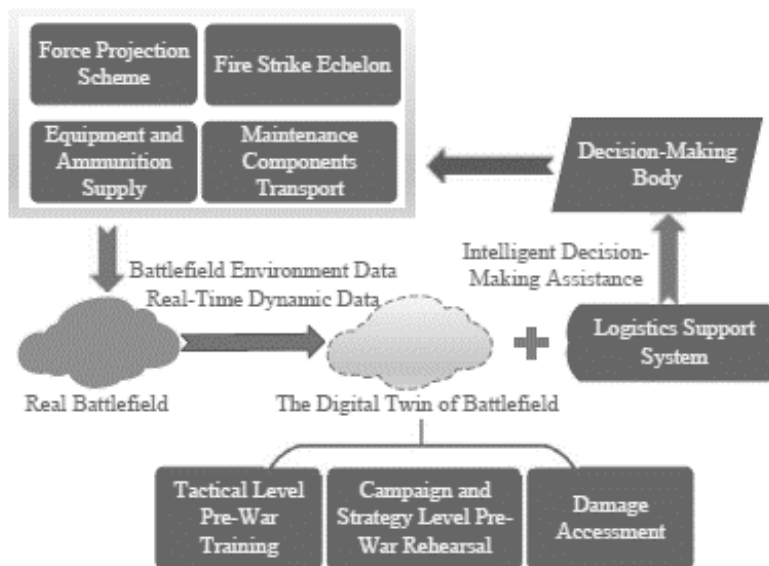 Force Projection
Scheme
Fire Strike Echelon
Equipment and
Ammunition
Supply
Maintenance
Components
Transport
Decision-Making
Body
Battlefield Environment Data
Real-Time Dynamic Data
Intelligent Decision-
Making Assistance
Logistics Support
System
Real Battlefield
The Digital Twin of Battlefield
Tactical Level
Pre-War
Training
Campaign and
Strategy Level Pre-
War Rehearsal
Damage
Accessment